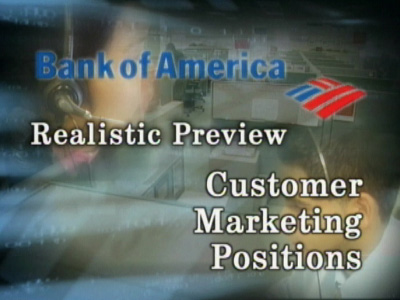 Bank of America
Realistic Preview
Customer
Marketing
Positions